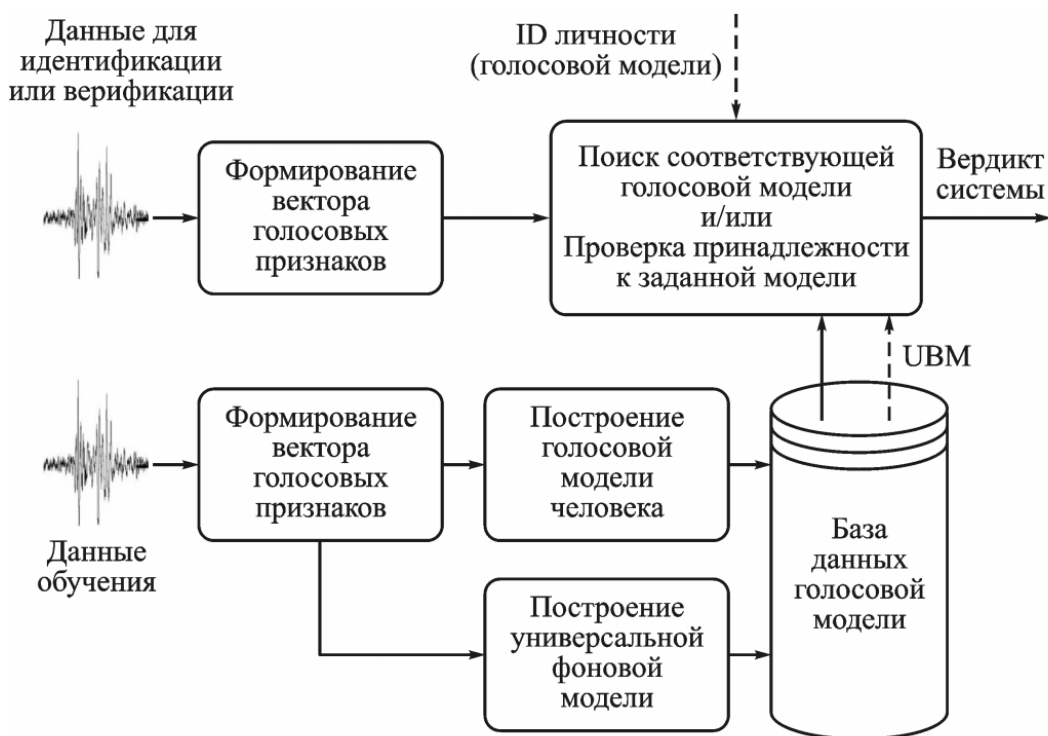 Данные для
идентификации
или верификации
ID личности
(голосовой модели)
Формирование
вектора
голосовых
признаков
Поиск соответствующей
голосовой модели
и/или
Проверка принадлежности
к заданной модели
Вердикт
системы
UBM
Данные
обучения
Формирование
вектора
голосовых
признаков
Построение
голосовой
модели
человека
Построение
универсальной
фоновой
модели
База
данных
голосовой
модели